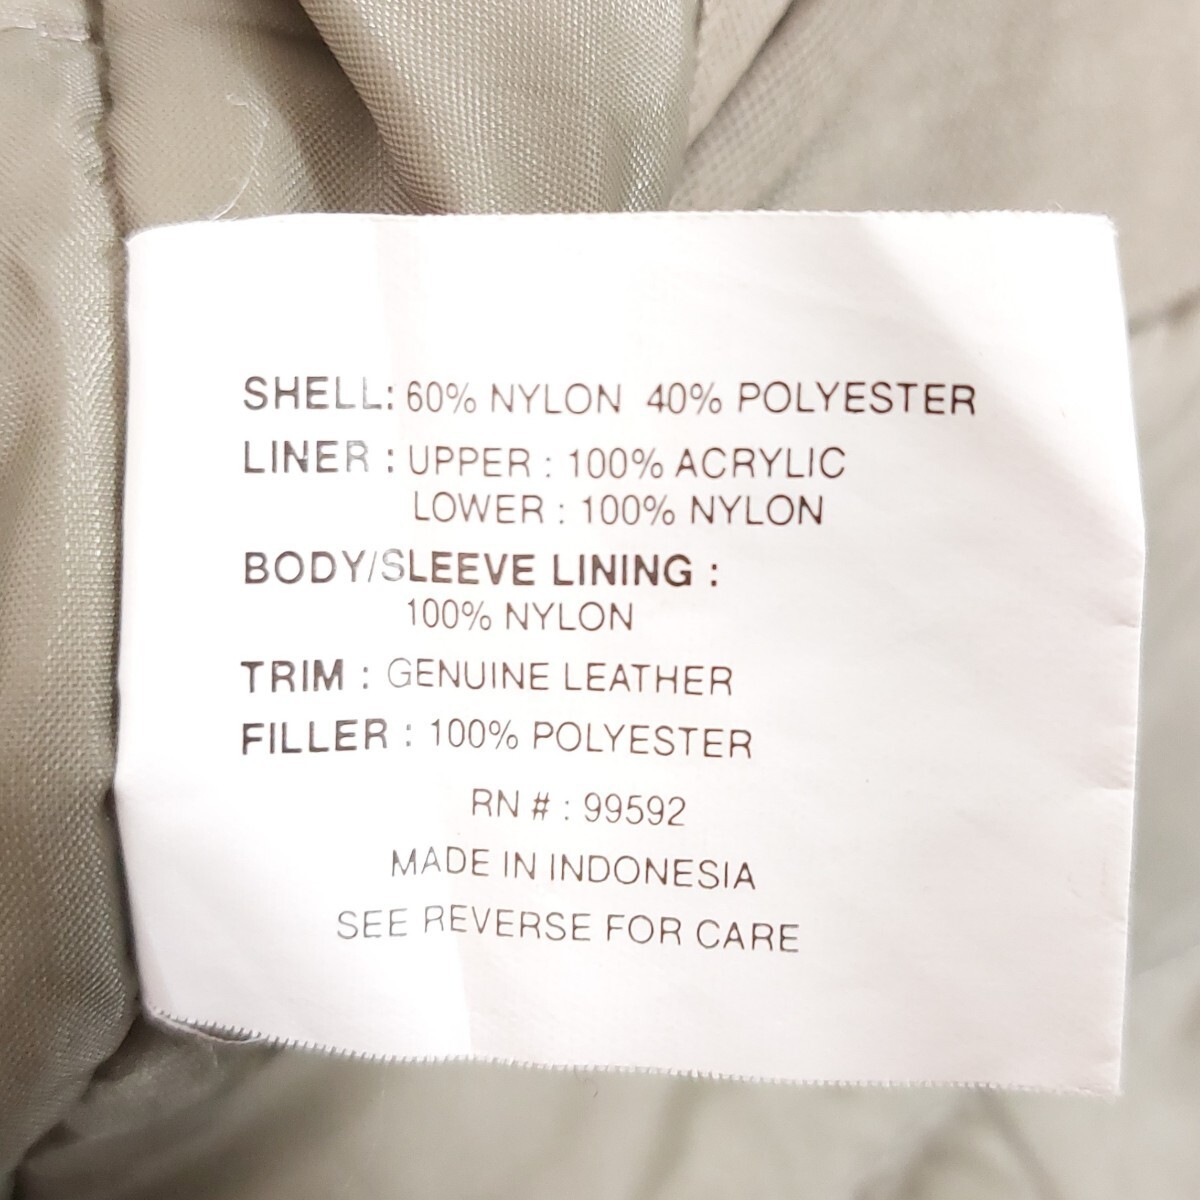 SHELL: 60% NYLON 40% POLYESTER
LINER : UPPER : 100% ACRYLIC
LOWER : 100% NYLON
BODY/SLEEVE LINING :
100% NYLON
TRIM : GENUINE LEATHER
FILLER : 100% POLYESTER
RN # : 99592
MADE IN INDONESIA
SEE REVERSE FOR CARE